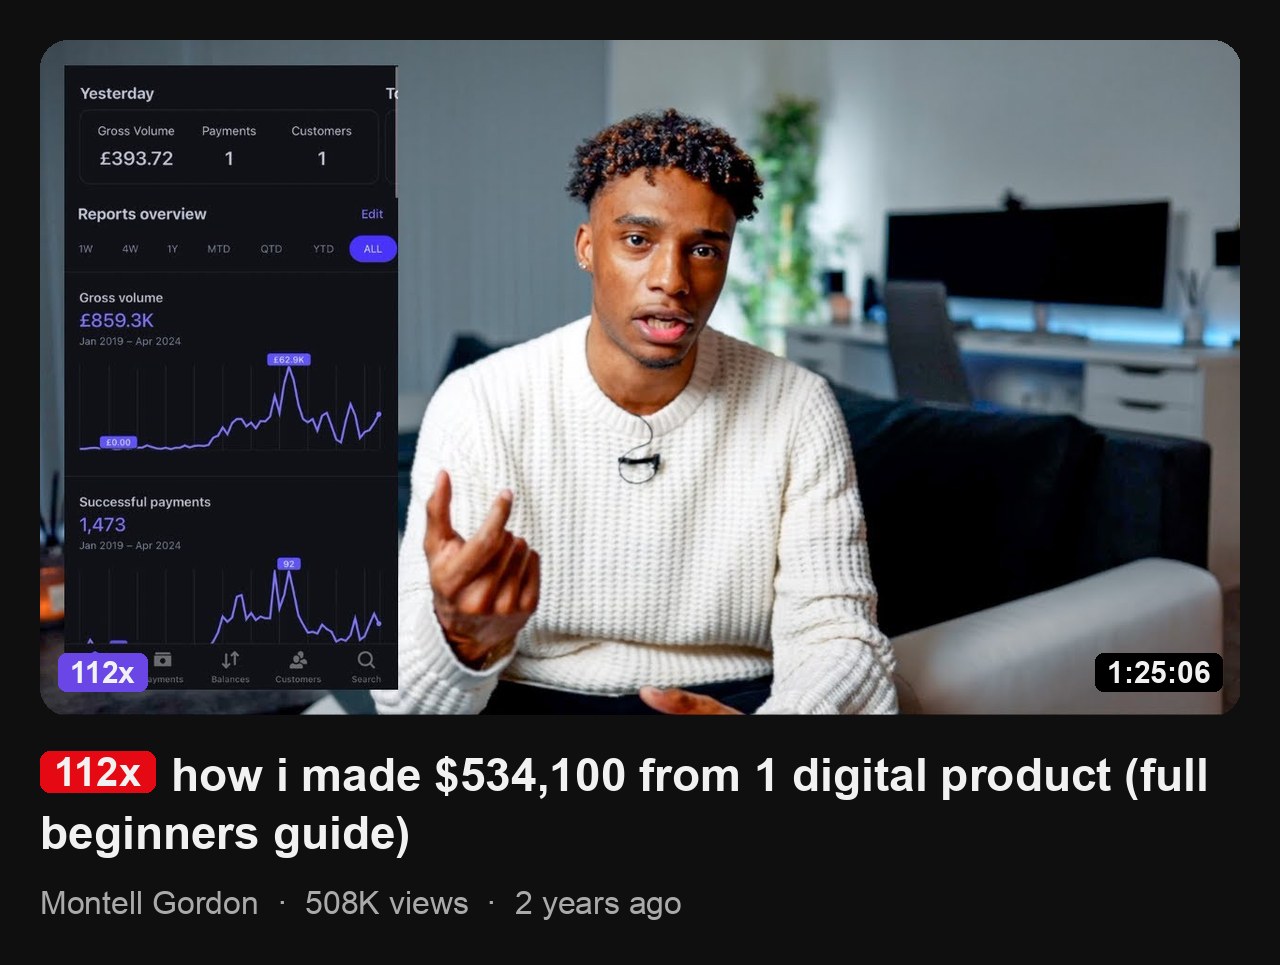 Yesterday
Gross Volume Payments Customers
£393.72 1 1
Reports overview Edit
1W 4W 1Y MTD QTD YTD ALL
Gross volume
£859.3K
Jan 2019 – Apr 2024
£62.9K
£0.00
Successful payments
1,473
Jan 2019 – Apr 2024
92
ayments Balances Customers Search
112x
1:25:06
112x how i made $534,100 from 1 digital product (full
beginners guide)
Montell Gordon · 508K views · 2 years ago